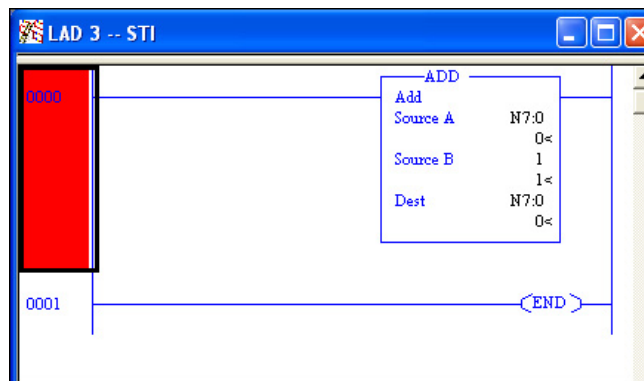 LAD 3 -- STI
ADD
0000
Add
Source A N7:0
0<
Source B 1
1<
Dest N7:0
0<
0001 END